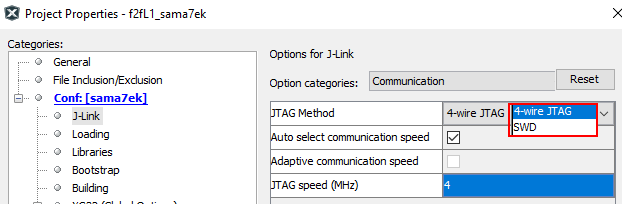 Project Properties - f2fL1_sama7ek
Categories:
General
File Inclusion/Exclusion
Conf: [sama7ek]
J-Link
Loading
Libraries
Bootstrap
Building
Options for J-Link
Option categories: Communication Reset
JTAG Method 4-wire JTAG
4-wire JTAG
SWD
Auto select communication speed
Adaptive communication speed
JTAG speed (MHz) 4